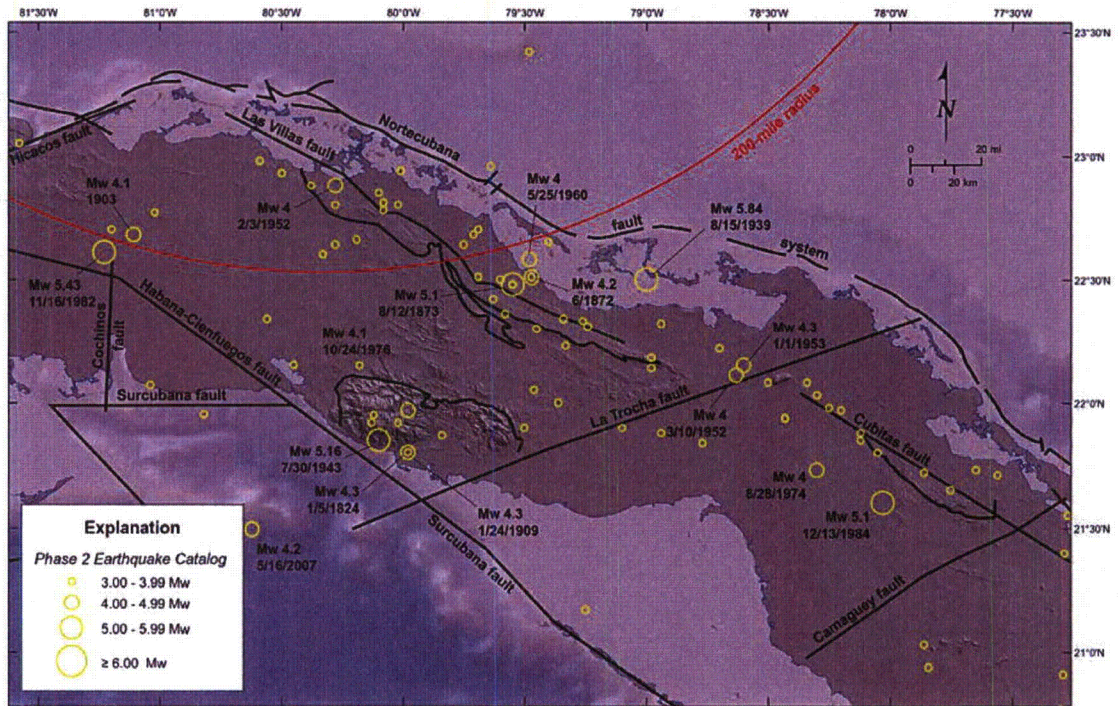 81°30'W 81°0'W 80°30'W 80°0'W 79°30'W 79°0'W 78°30'W 78°0'W 77°30'W
23°30'N
200-mile radius
N
0 20 mi
0 20 km
Hicacos fault
Las Villas fault
Nortecubana
fault
system
23°0'N
Mw 4.1
1903
Mw 4
2/3/1952
Mw 4
5/25/1960
Mw 5.84
8/15/1939
Mw 5.43
11/16/1982
Cochinos
fault
Habana-Cienfuegos fault
Mw 5.1
8/12/1873
Mw 4.2
6/1872
22°30'N
Mw 4.1
10/24/1976
Mw 4.3
1/1/1953
Surcubana fault
La Trocha fault
Mw 4
3/10/1952
22°0'N
Cubitas fault
Mw 5.16
7/30/1943
Mw 4.3
1/5/1824
Mw 4.3
1/24/1909
Mw 4
8/28/1974
Mw 5.1
12/13/1984
21°30'N
Mw 4.2
5/16/2007
Surcubana fault
Camaguey fault
21°0'N
Explanation
Phase 2 Earthquake Catalog
3.00 - 3.99 Mw
4.00 - 4.99 Mw
5.00 - 5.99 Mw
≥ 6.00 Mw